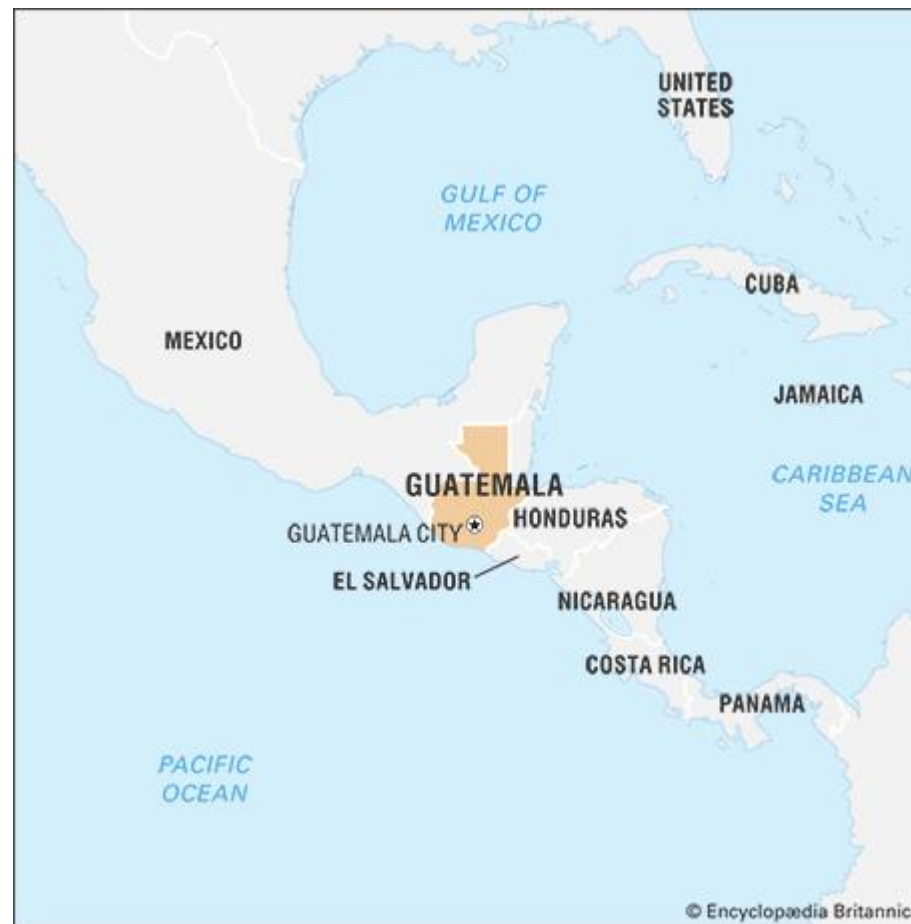 UNITED
STATES
GULF OF
MEXICO
CUBA
MEXICO
JAMAICA
CARIBBEAN
SEA
GUATEMALA
HONDURAS
GUATEMALA CITY
EL SALVADOR
NICARAGUA
COSTA RICA
PANAMA
PACIFIC
OCEAN
© Encyclopædia Britannic